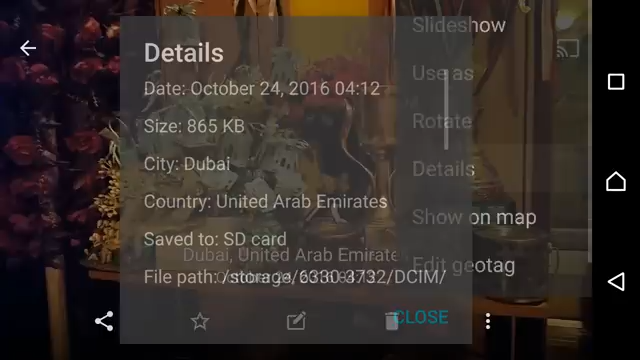 Details
Date: October 24, 2016 04:12
Size: 865 KB
City: Dubai
Country: United Arab Emirates
Saved to: SD card
Dubai, United Arab Emirate
File path: /storage/6330-3732/DCIM/
CLOSE
Slideshow
Use as
Rotate
Details
Show on map
Edit geotag